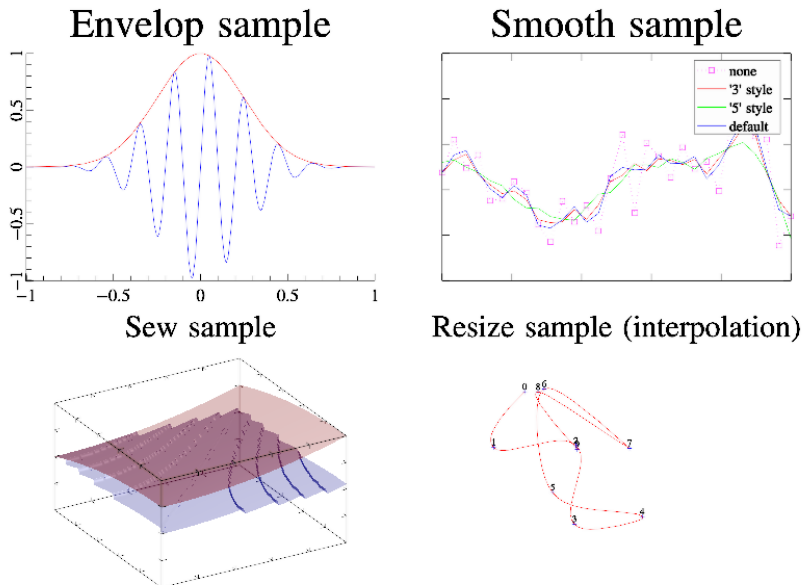 Envelop sample
Smooth sample
1
0.5
0
−0.5
−1
−1
−0.5
0
0.5
1
none
'3' style
'5' style
default
Sew sample
Resize sample (interpolation)
0
8
6
1
7
5
4
3